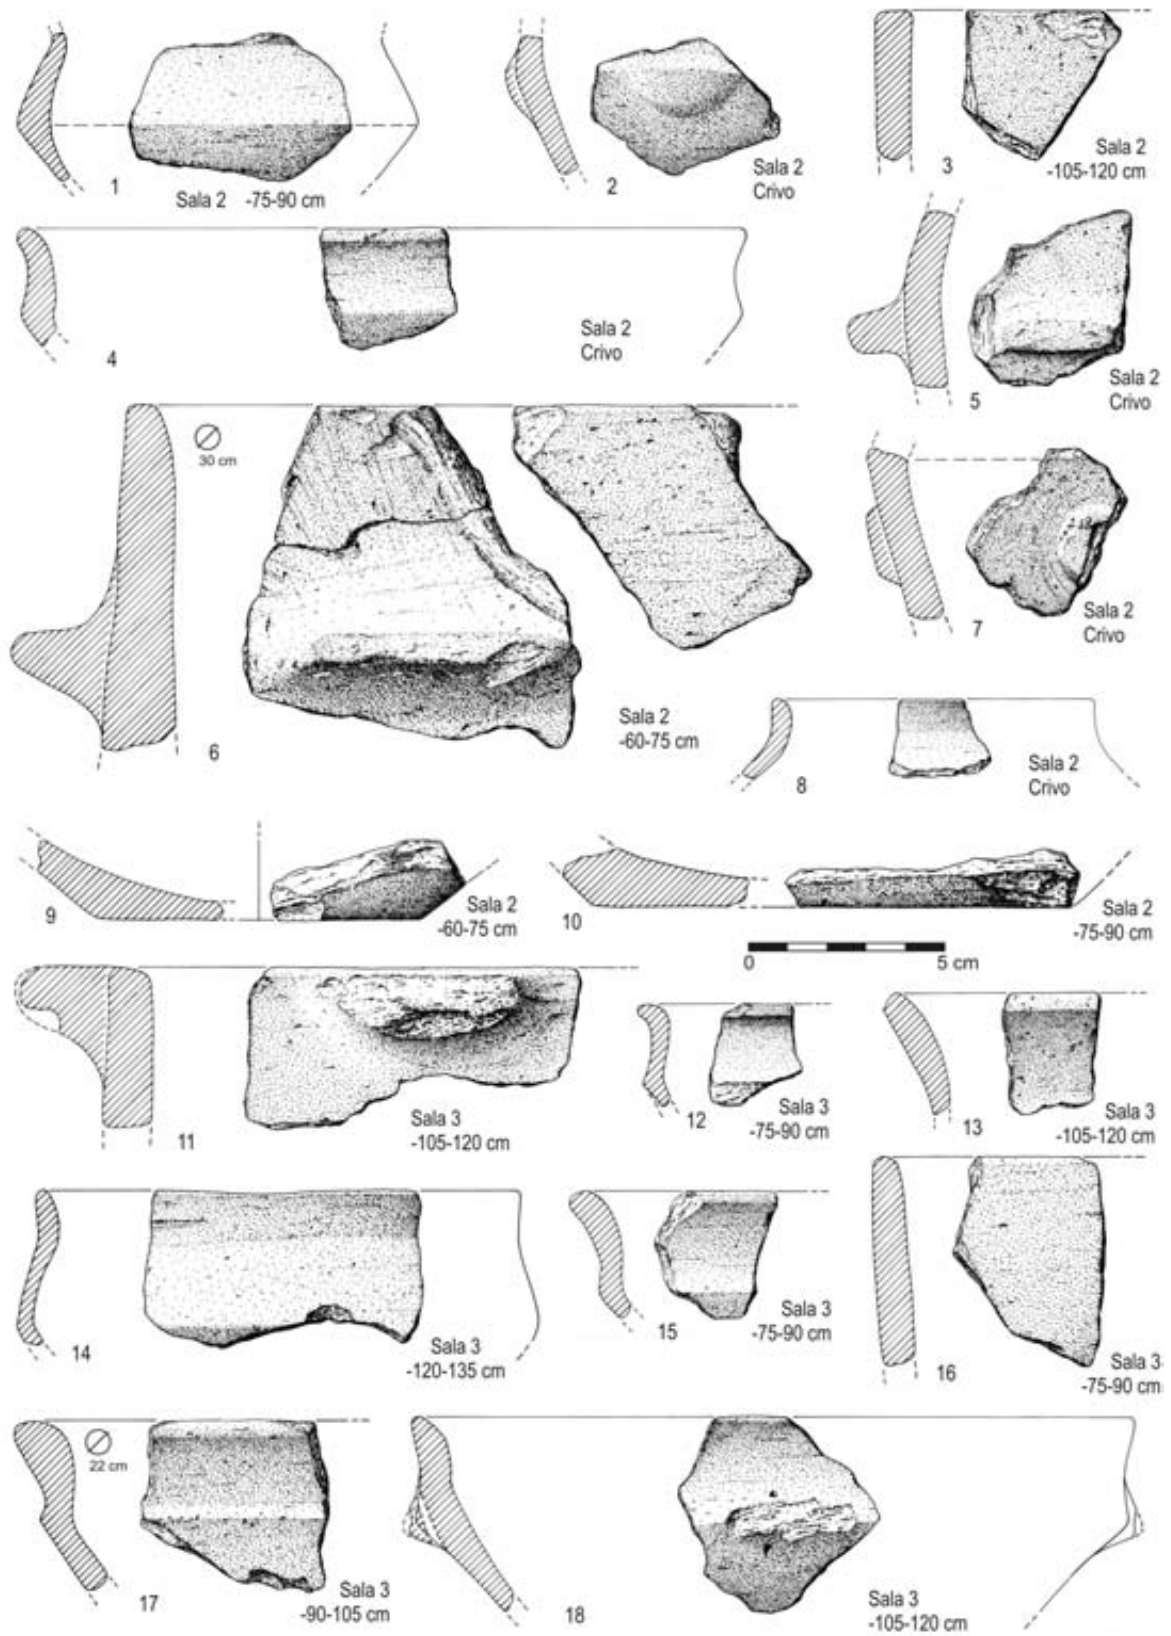 1
Sala 2 -75-90 cm
2
Sala 2
Crivo
3
Sala 2
-105-120 cm
4
Sala 2
Crivo
5
Sala 2
Crivo
30 cm
6
Sala 2
-60-75 cm
7
Sala 2
Crivo
8
Sala 2
Crivo
9
Sala 2
-60-75 cm
10
Sala 2
-75-90 cm
0 5 cm
11
Sala 3
-105-120 cm
12
Sala 3
-75-90 cm
13
Sala 3
-105-120 cm
14
Sala 3
-120-135 cm
15
Sala 3
-75-90 cm
16
Sala 3
-75-90 cm
22 cm
17
Sala 3
-90-105 cm
18
Sala 3
-105-120 cm